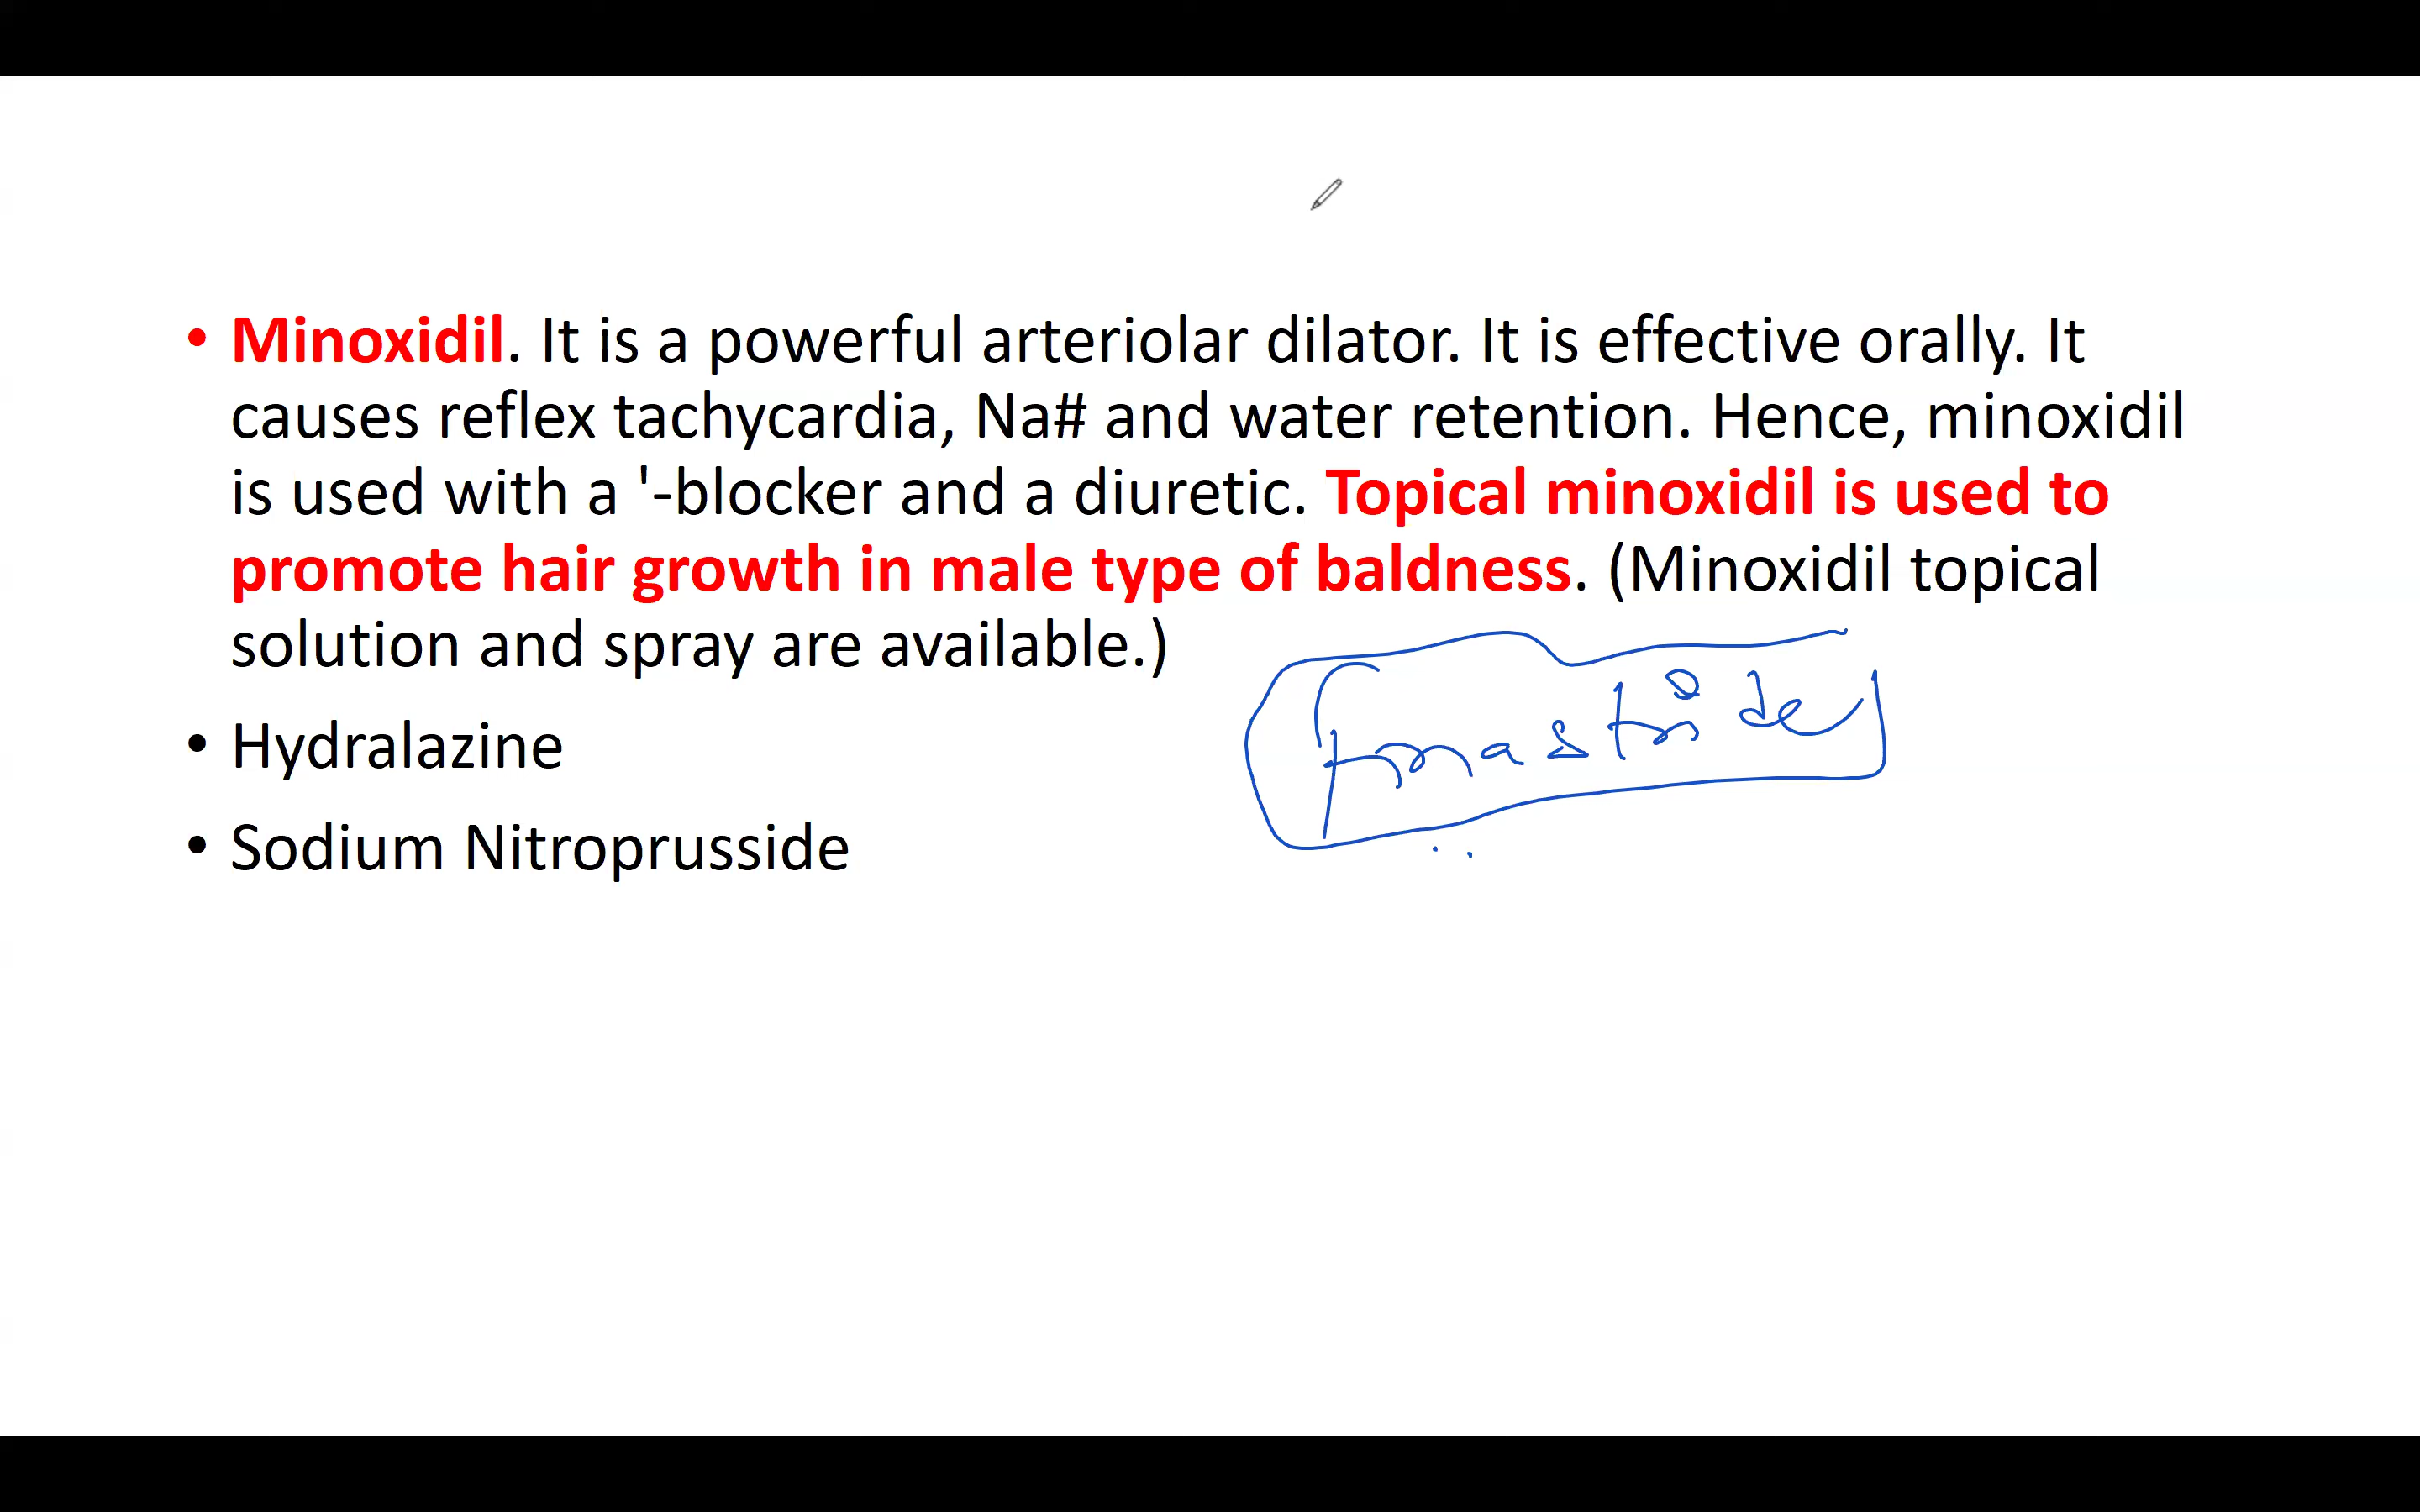 • Minoxidil. It is a powerful arteriolar dilator. It is effective orally. It
causes reflex tachycardia, Na# and water retention. Hence, minoxidil
is used with a '-blocker and a diuretic. Topical minoxidil is used to
promote hair growth in male type of baldness. (Minoxidil topical
solution and spray are available.)
• Hydralazine
• Sodium Nitroprusside